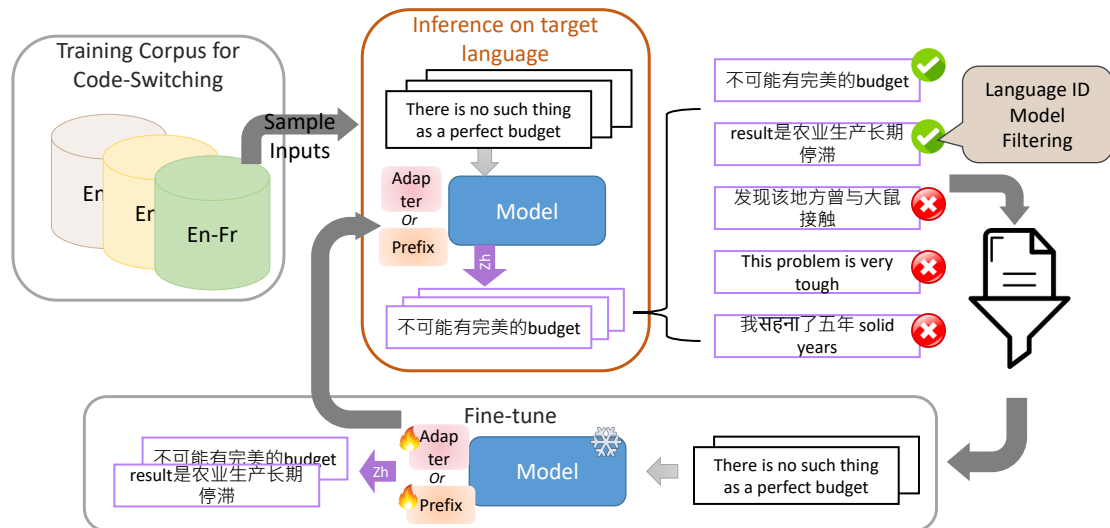 Training Corpus for
Code-Switching
En
En
En-Fr
Sample
Inputs
Inference on target
language
There is no such thing
as a perfect budget
Adap
ter
Or
Prefix
Model
Zh
不可能有完美的budget
不可能有完美的budget
result是农业生产长期
停滞
发现该地方曾与大鼠
接触
This problem is very
tough
我सहना了五年 solid
years
Language ID
Model
Filtering
Fine-tune
不可能有完美的budget
result是农业生产长期
停滞
Zh
Adap
ter
Or
Prefix
Model
There is no such thing
as a perfect budget